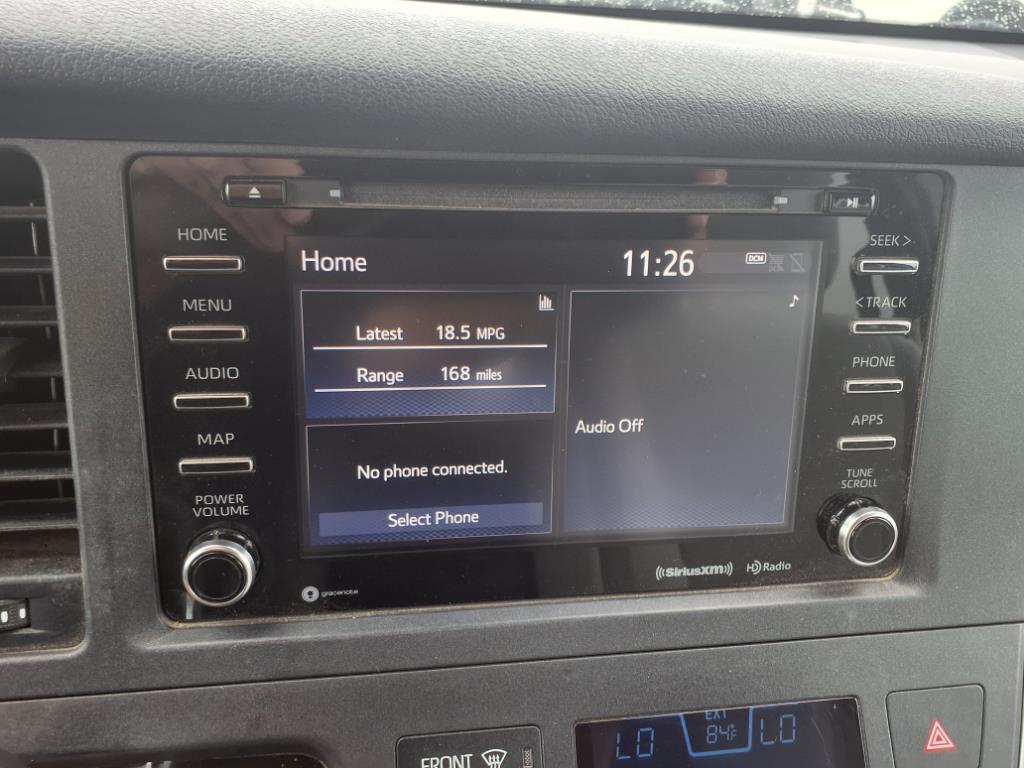 HOME
MENU
AUDIO
MAP
POWER
VOLUME
Home
11:26
DCM
Latest 18.5 MPG
Range 168 miles
No phone connected.
Select Phone
Audio Off
SEEK >
< TRACK
PHONE
APPS
TUNE
SCROLL
gracenote
((SiriusXM))
HD Radio
FRONT
LO
EXT
84°F
LO